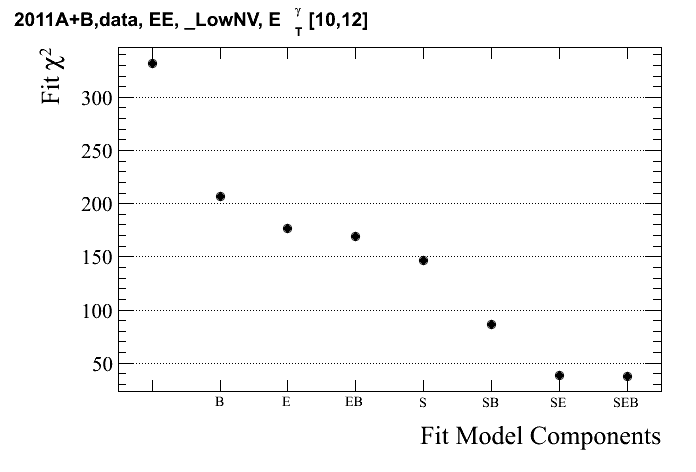 2011A+B,data, EE, _LowNV, E γ T [10,12]
Fit χ²
300
250
200
150
100
50
B E EB S SB SE SEB
Fit Model Components